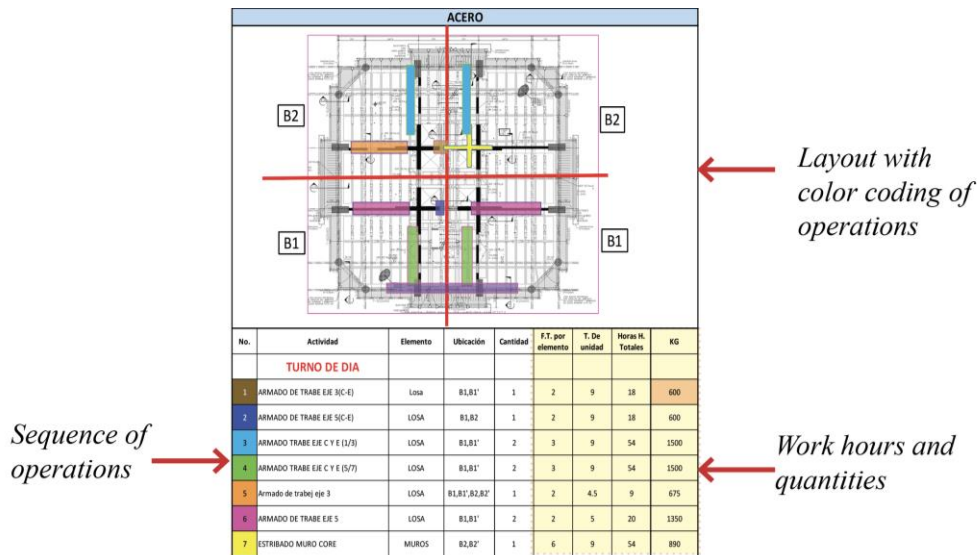 ACERO
B2
B2
B1
B1
Layout with
color coding of
operations
Sequence of
operations
Work hours and
quantities
No. Actividad Elemento Ubicación Cantidad F.T. por elemento T. De unidad Horas H. Totales KG
TURNO DE DIA
1 ARMADO DE TRABE EJE 3(C-E) Losa B1,B1' 1 2 9 18 600
2 ARMADO DE TRABE EJE 5(C-E) LOSA B1,B2 1 2 9 18 600
3 ARMADO TRABE EJE C Y E (1/3) LOSA B1,B1' 2 3 9 54 1500
4 ARMADO TRABE EJE C Y E (5/7) LOSA B1,B1' 2 3 9 54 1500
5 Armado de trabej eje 3 LOSA B1,B1',B2,B2' 1 2 4.5 9 675
6 ARMADO DE TRABE EJE 5 LOSA B1,B1' 2 2 5 20 1350
7 ESTRIBADO MURO CORE MUROS B2,B2' 1 6 9 54 890